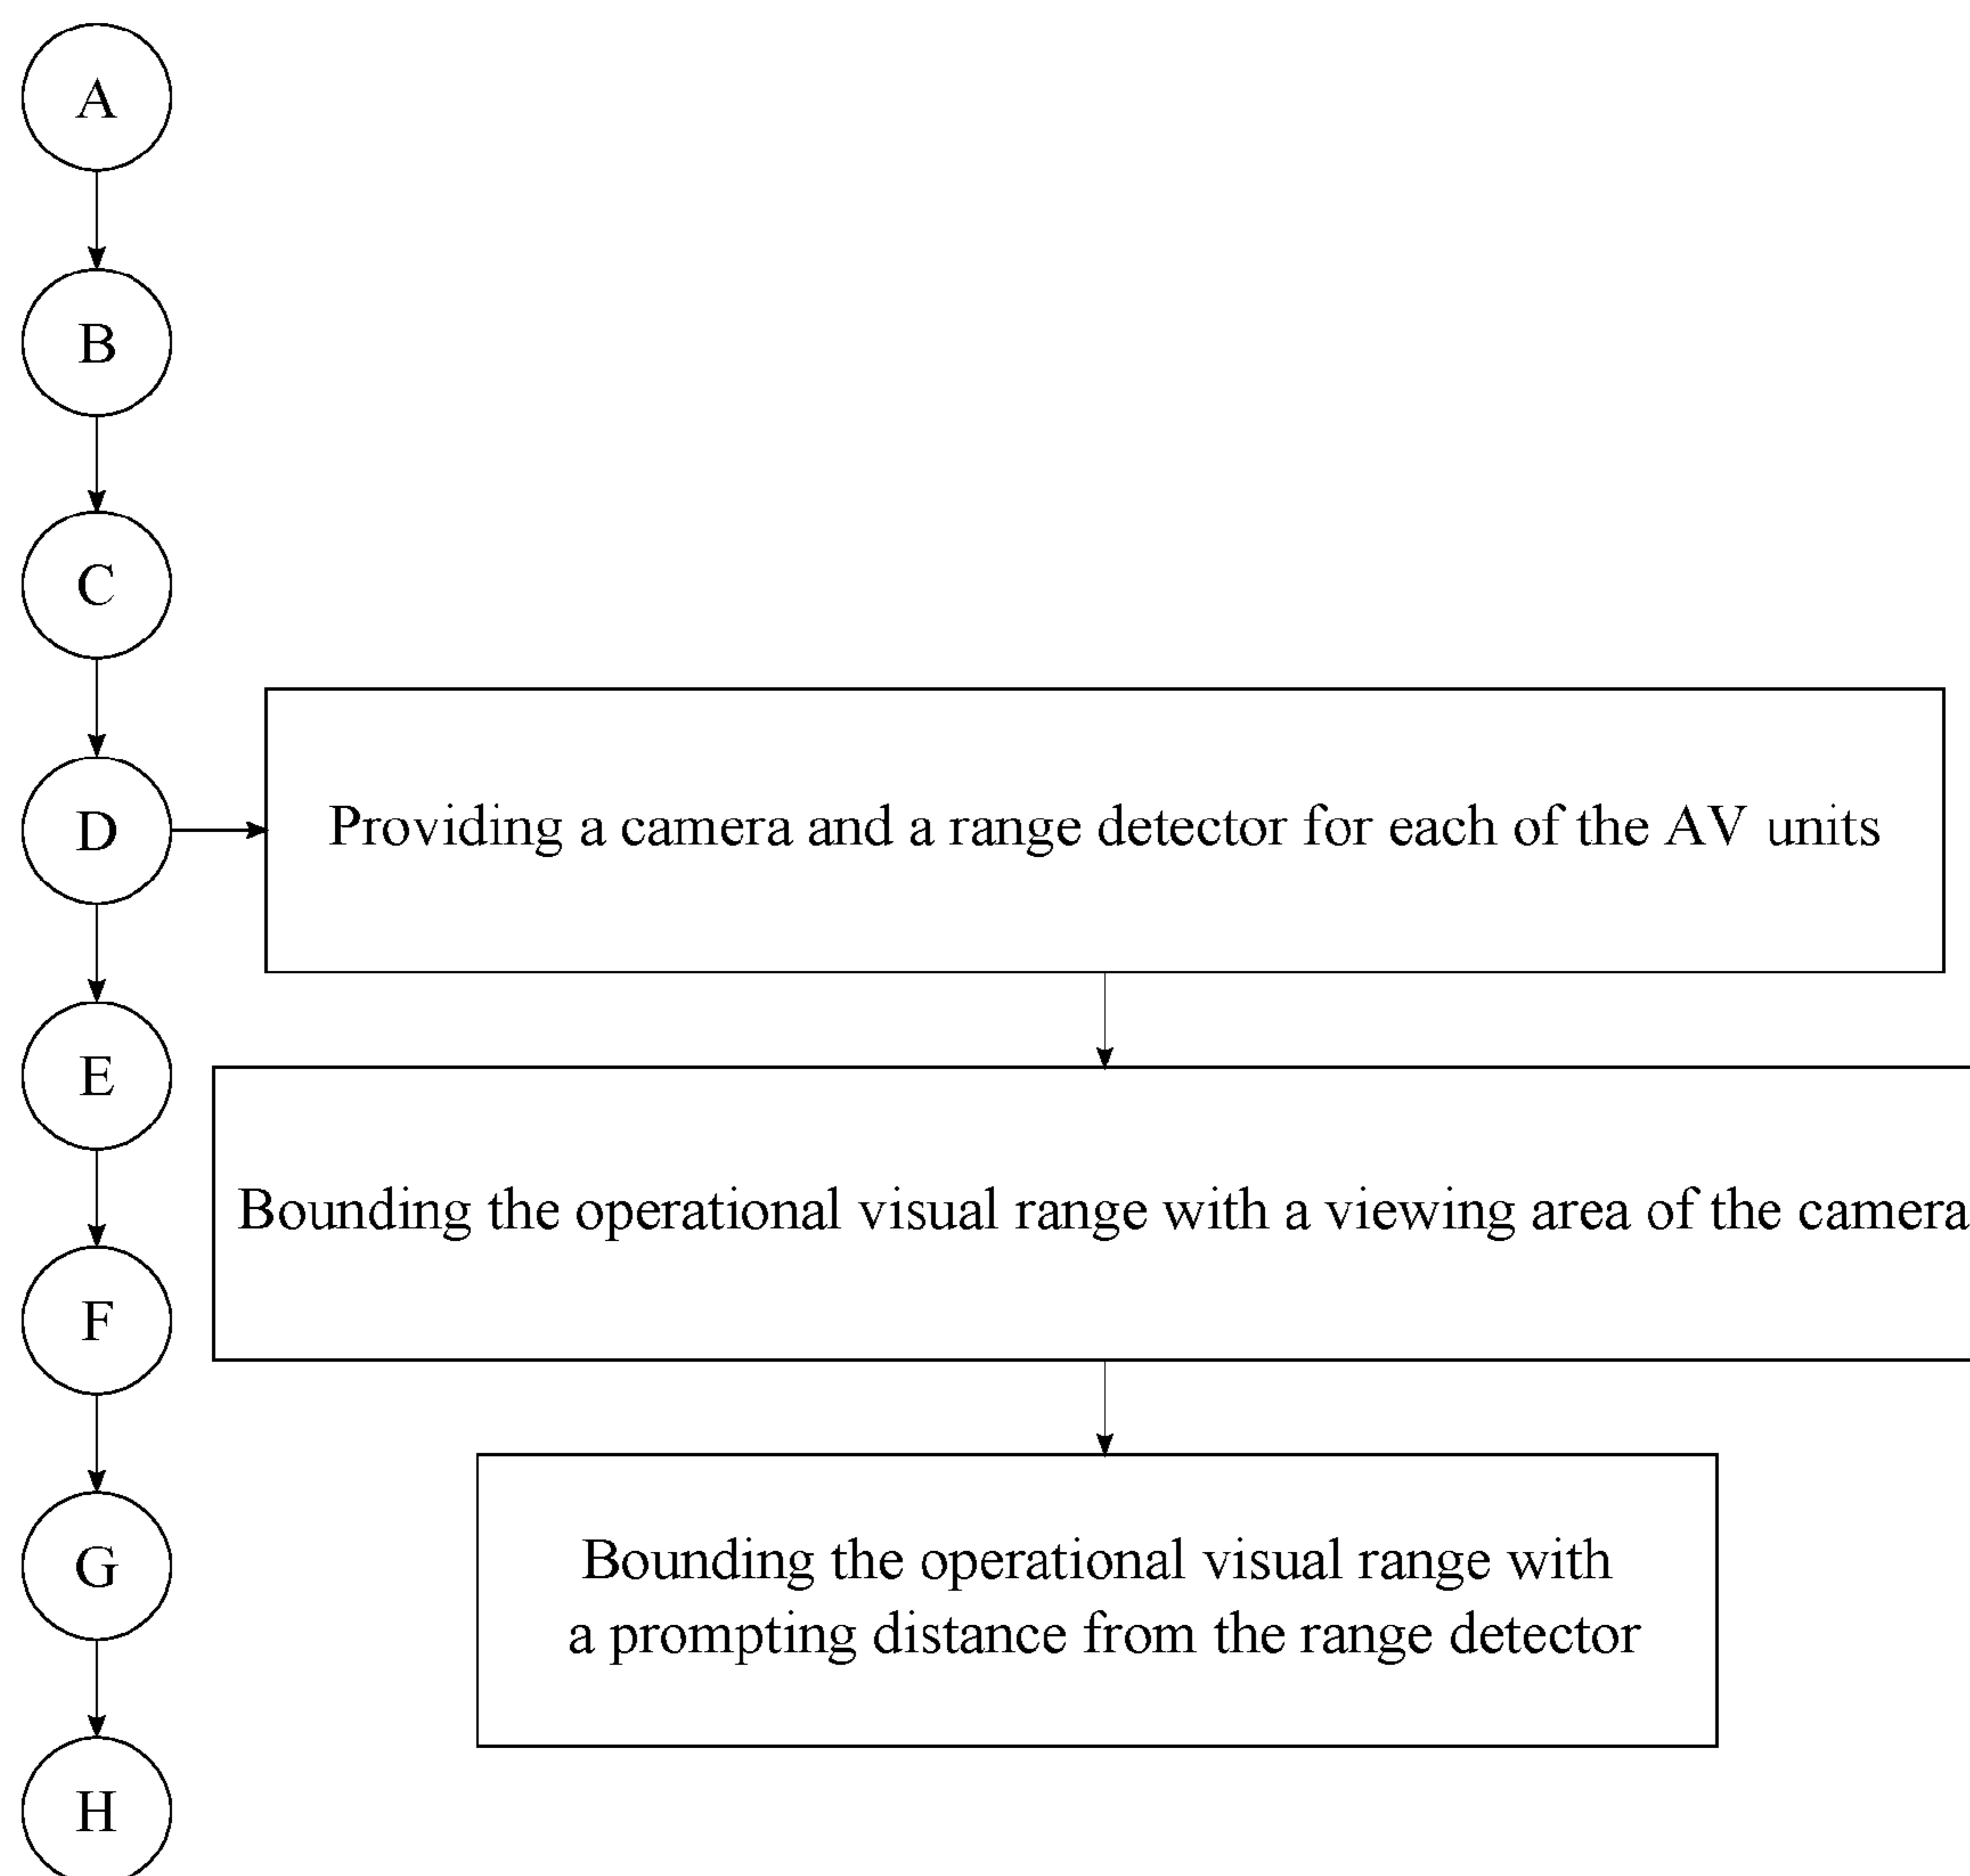 A
B
C
D
Providing a camera and a range detector for each of the AV units
E
Bounding the operational visual range with a viewing area of the camera
F
G
Bounding the operational visual range with
a prompting distance from the range detector
H